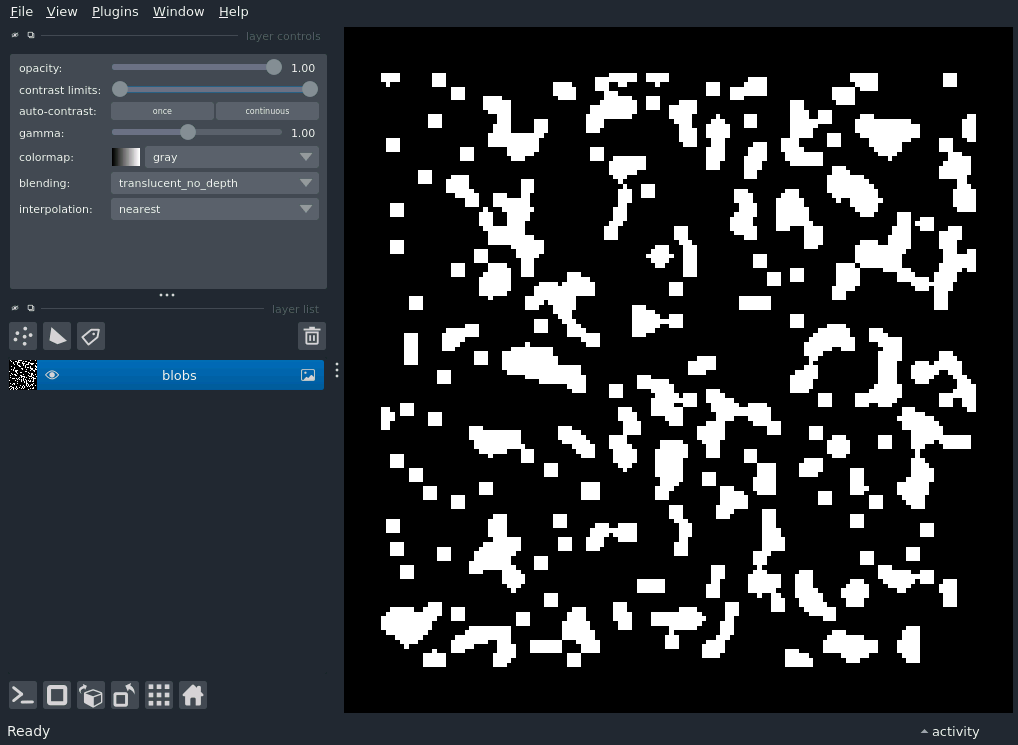 File View Plugins Window Help
layer controls
opacity: 1.00
contrast limits:
auto-contrast: once continuous
gamma: 1.00
colormap: gray
blending: translucent_no_depth
interpolation: nearest
layer list
blobs
Ready activity